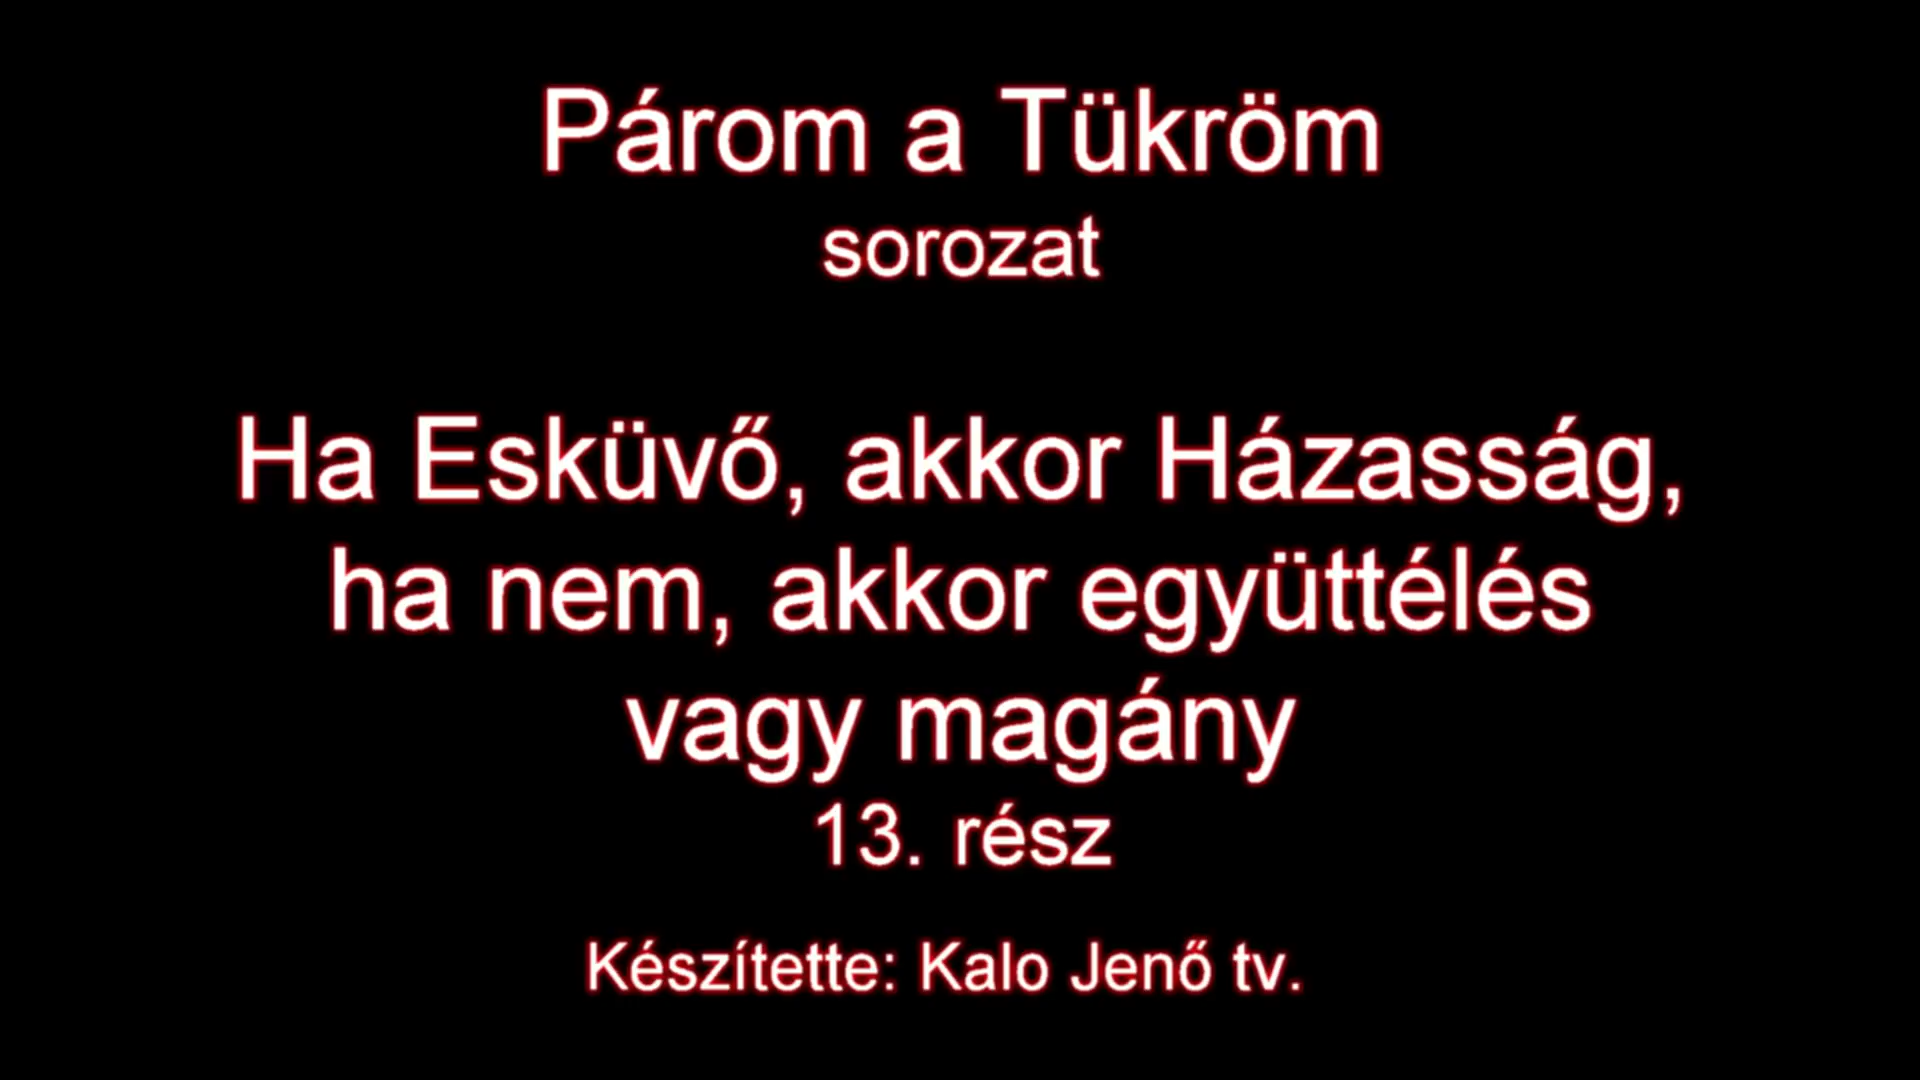 Párom a Tükröm
sorozat
Ha Esküvő, akkor Házasság,
ha nem, akkor együttélés
vagy magány
13. rész
Készítette: Kalo Jenő tv.